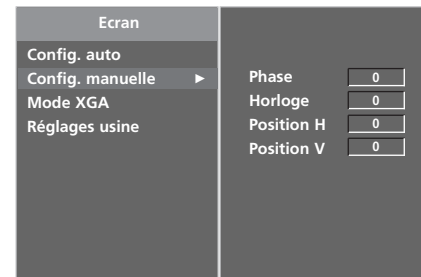 Ecran
Config. auto
Config. manuelle ►
Mode XGA
Réglages usine
Phase 0
Horloge 0
Position H 0
Position V 0